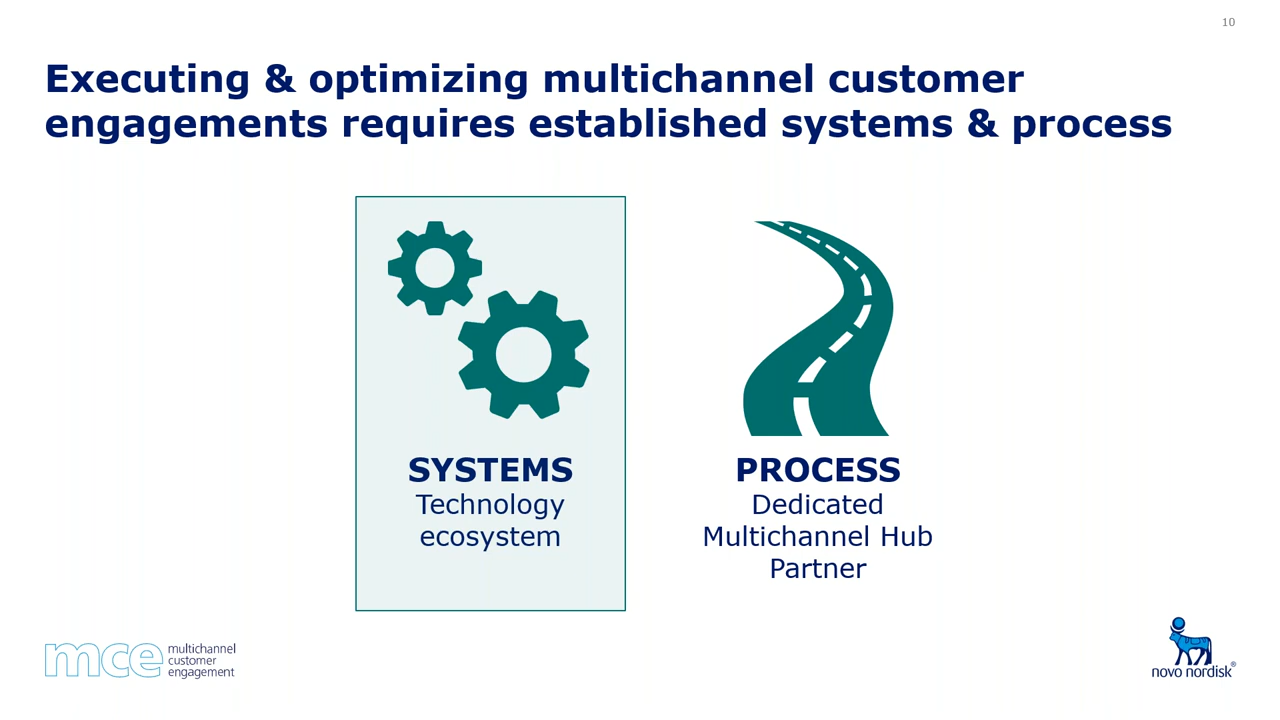 10
Executing & optimizing multichannel customer
engagements requires established systems & process
SYSTEMS
Technology
ecosystem
PROCESS
Dedicated
Multichannel Hub
Partner
mce
multichannel
customer
engagement
novo nordisk®